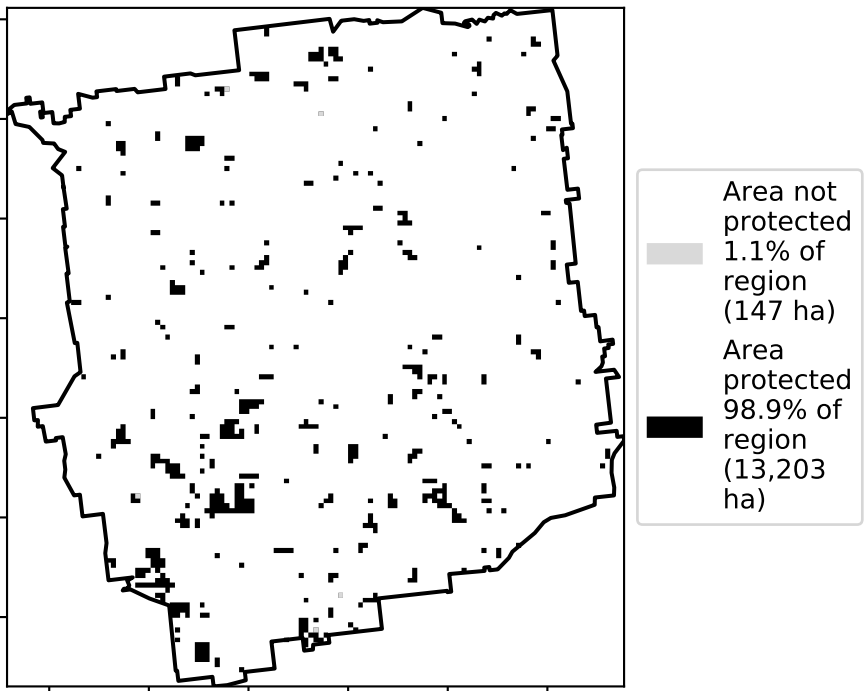 Area not
protected
1.1% of
region
(147 ha)
Area
protected
98.9% of
region
(13,203
ha)